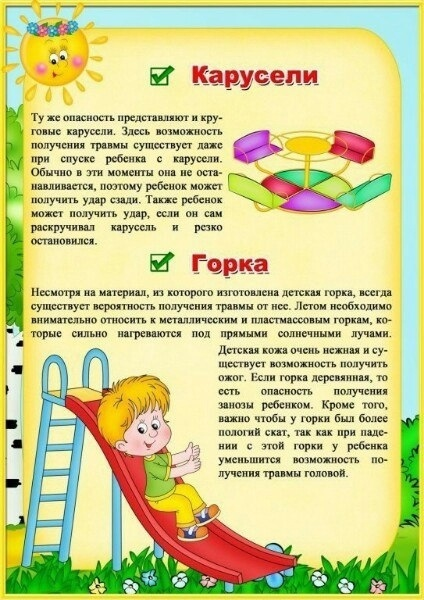 Карусели
Ту же опасность представляют и кру-
говые карусели. Здесь возможность
получения травмы существует даже
при спуске ребенка с карусели.
Обычно в эти моменты она не оста-
навливается, поэтому ребенок может
получить удар сзади. Также ребенок
может получить удар, если он сам
раскручивал карусель и резко
остановился.
Горка
Несмотря на материал, из которого изготовлена детская горка, всегда
существует вероятность получения травмы от нее. Летом необходимо
внимательно относить к металлическим и пластмассовым горкам, ко-
торые сильно нагреваются под прямыми солнечными лучами.
Детская кожа очень нежная и су-
ществует возможность получить
ожог. Если горка деревянная, то
есть опасность получения
занозы ребенком. Кроме того,
важно чтобы у горки был более
пологий скат, так как при паде-
нии с этой горки у ребенка
уменьшится возможность по-
лучения травмы головой.